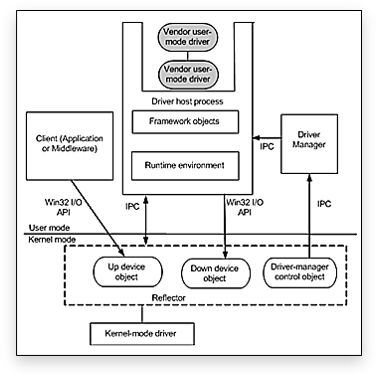 Vendor user-
mode driver
Vendor user-
mode driver
Driver host process
Framework objects
Client (Application
or Middleware)
Driver
Manager
IPC
Runtime environment
Win32 I/O
API
IPC
Win32 I/O
API
IPC
User mode
Kernel mode
Up device
object
Down device
object
Driver-manager
control object
Reflector
Kernel-mode driver